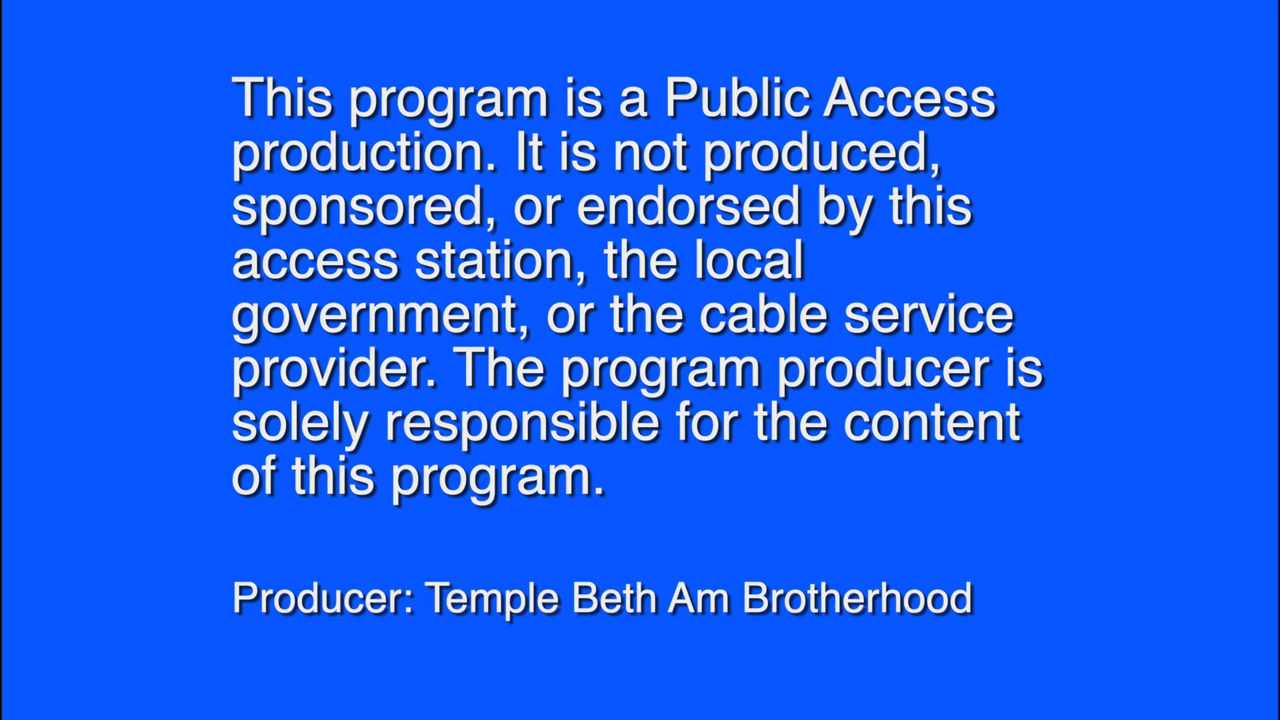 This program is a Public Access
production. It is not produced,
sponsored, or endorsed by this
access station, the local
government, or the cable service
provider. The program producer is
solely responsible for the content
of this program.
Producer: Temple Beth Am Brotherhood